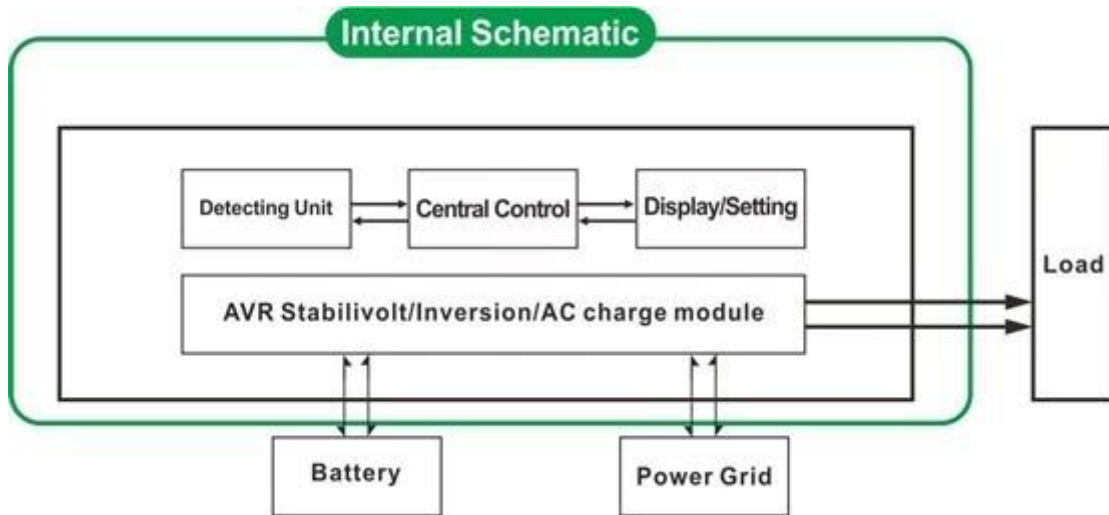 Internal Schematic
Detecting Unit
Central Control
Display/Setting
Load
AVR Stabilivolt/Inversion/AC charge module
Battery
Power Grid